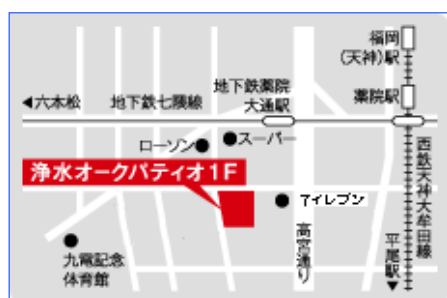 福岡
(天神)駅
地下鉄薬院
大通駅
薬院駅
◀六本松
地下鉄七隈線
ローソン●
●スーパー
浄水オークパティオ1F
アイレブン
西鉄天神大牟田線
高宮通り
平尾駅▼
九電記念
体育館